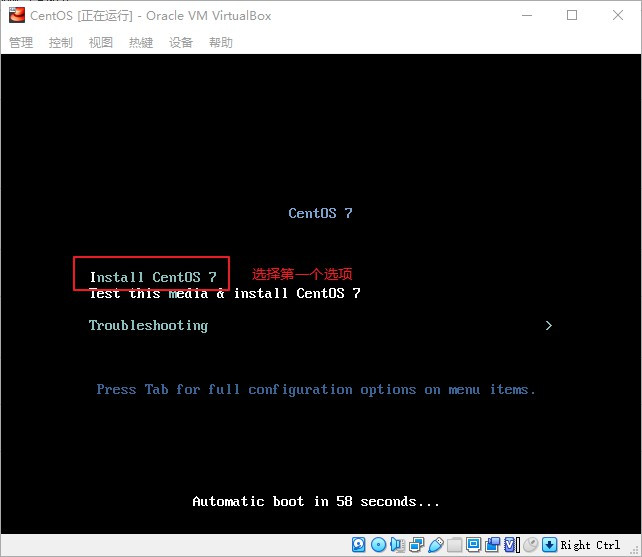 CentOS [正在运行] - Oracle VM VirtualBox
管理 控制 视图 热键 设备 帮助
CentOS 7
Install CentOS 7 选择第一个选项
Test this media & install CentOS 7
Troubleshooting >
Press Tab for full configuration options on menu items.
Automatic boot in 58 seconds...
Right Ctrl